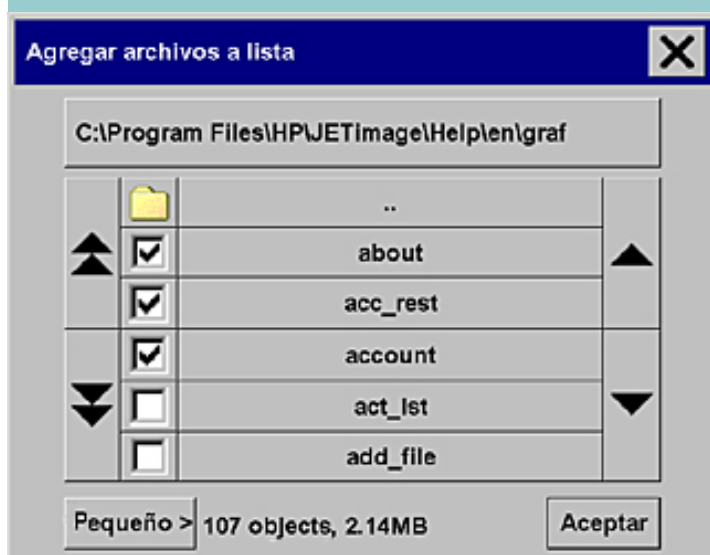 Agregar archivos a lista
C:\Program Files\HP\JETimage\Help\en\graf
..
about
acc_rest
account
act_lst
add_file
Pequeño > 107 objects, 2.14MB Aceptar